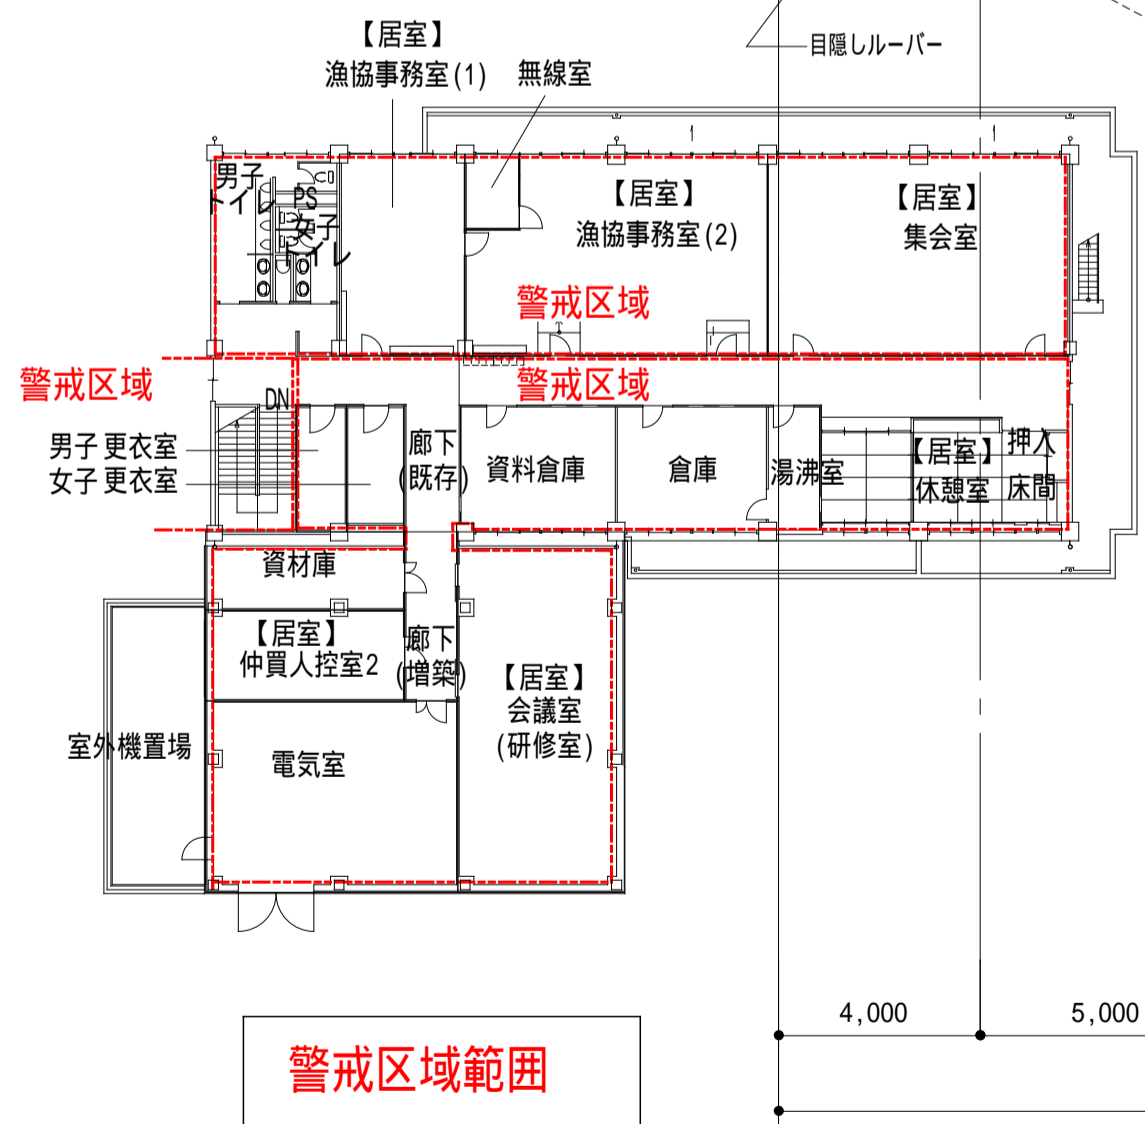 目隠しルーバー
【居室】
漁協事務室(1)
無線室
男子
トイレ
PS
女子
トイレ
【居室】
漁協事務室(2)
【居室】
集会室
警戒区域
警戒区域
警戒区域
DN
男子更衣室
女子更衣室
廊下
(既存)
資料倉庫
倉庫
湯沸室
【居室】
休憩室
押入
床間
資材庫
【居室】
仲買人控室2
廊下
(増築)
【居室】
会議室
(研修室)
室外機置場
電気室
4,000
5,000
警戒区域範囲